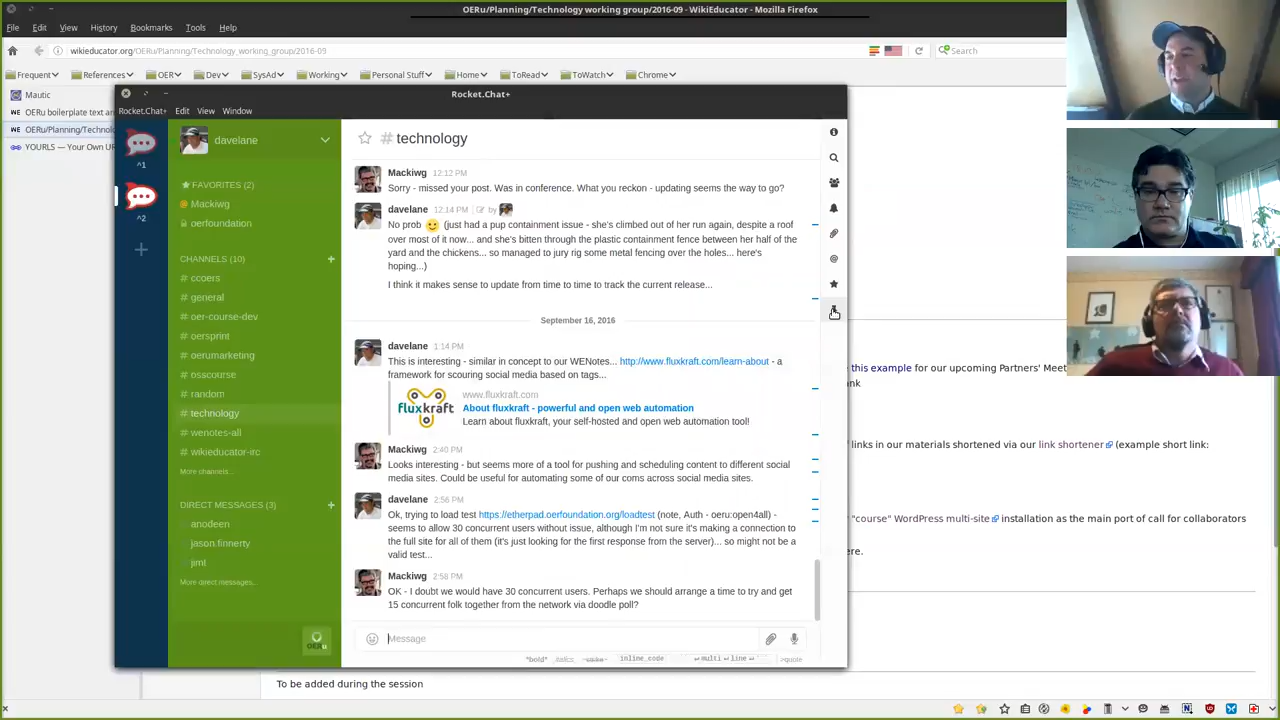 OERu/Planning/Technology working group/2016-09 - WikiEducator - Mozilla Firefox
File Edit View History Bookmarks Tools Help
wikieducator.org/OERu/Planning/Technology_working_group/2016-09
Search
Frequent References OER Dev SysAd Working Personal Stuff Home ToRead ToWatch Chrome
Mautic
OERu boilerplate text an
OERu/Planning/Technol
YOURLS — Your Own UR
Rocket.Chat+
Rocket.Chat+ Edit View Window
^1
^2
davelane
FAVORITES (2)
Mackiwg
oerfoundation
CHANNELS (10)
# ccoers
# general
# oer-course-dev
# oersprint
# oerumarketing
# osscourse
# random
# technology
# wenotes-all
# wikieducator-irc
More channels...
DIRECT MESSAGES (3)
anodeen
jason.finnerty
jimt
More direct messages...
OERu
# technology
Mackiwg 12:12 PM
Sorry - missed your post. Was in conference. What you reckon - updating seems the way to go?
davelane 12:14 PM by
No prob (just had a pup containment issue - she's climbed out of her run again, despite a roof
over most of it now... and she's bitten through the plastic containment fence between her half of the
yard and the chickens... so managed to jury rig some metal fencing over the holes... here's
hoping...)
I think it makes sense to update from time to time to track the current release...
September 16, 2016
davelane 1:14 PM
This is interesting - similar in concept to our WENotes... http://www.fluxkraft.com/learn-about - a
framework for scouring social media based on tags...
fluxkraft
www.fluxkraft.com
About fluxkraft - powerful and open web automation
Learn about fluxkraft, your self-hosted and open web automation tool!
Mackiwg 2:40 PM
Looks interesting - but seems more of a tool for pushing and scheduling content to different social
media sites. Could be useful for automating some of our coms across social media sites.
davelane 2:56 PM
Ok, trying to load test https://etherpad.oerfoundation.org/loadtest (note, Auth - oeru:open4all) -
seems to allow 30 concurrent users without issue, although I'm not sure it's making a connection to
the full site for all of them (it's just looking for the first response from the server)... so might not be a
valid test...
Mackiwg 2:58 PM
OK - I doubt we would have 30 concurrent users. Perhaps we should arrange a time to try and get
15 concurrent folk together from the network via doodle poll?
Message
*bold* _italics_ ~strike~ inline_code multi line >quote
this example for our upcoming Partners' Meet
ank
f links in our materials shortened via our link shortener (example short link:
"course" WordPress multi-site installation as the main port of call for collaborators
ere.
To be added during the session